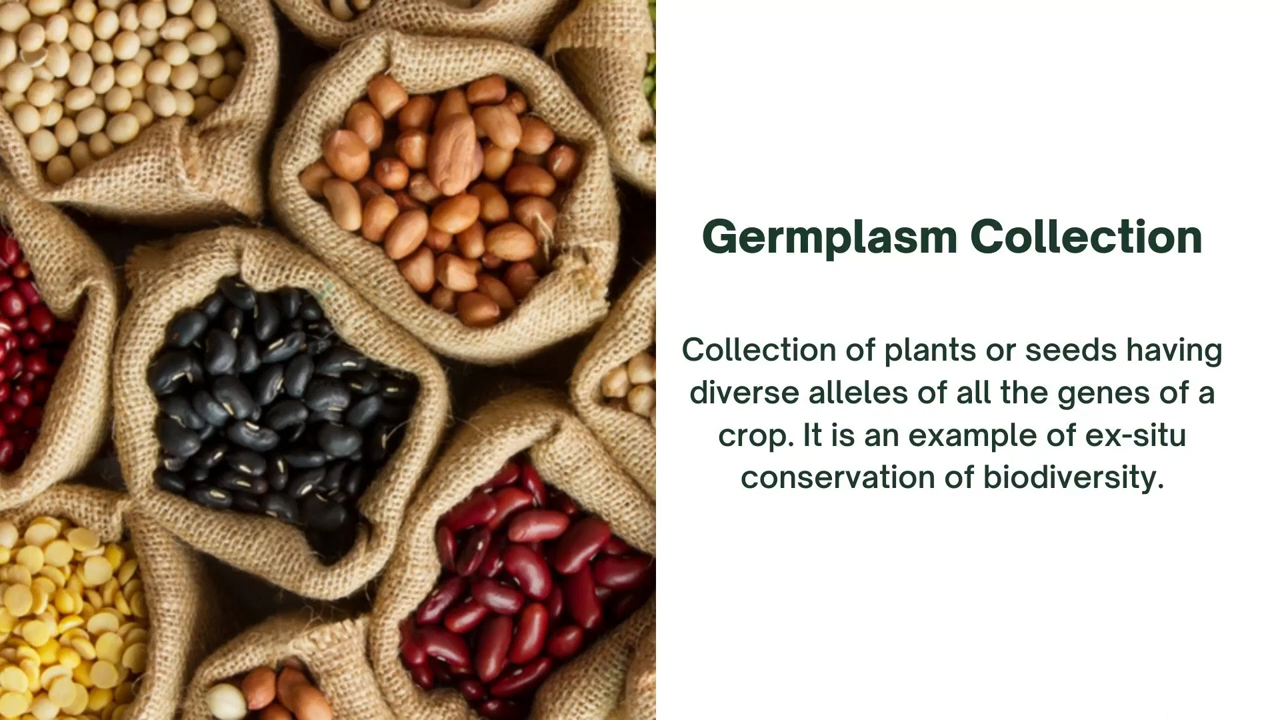 Germplasm Collection
Collection of plants or seeds having
diverse alleles of all the genes of a
crop. It is an example of ex-situ
conservation of biodiversity.